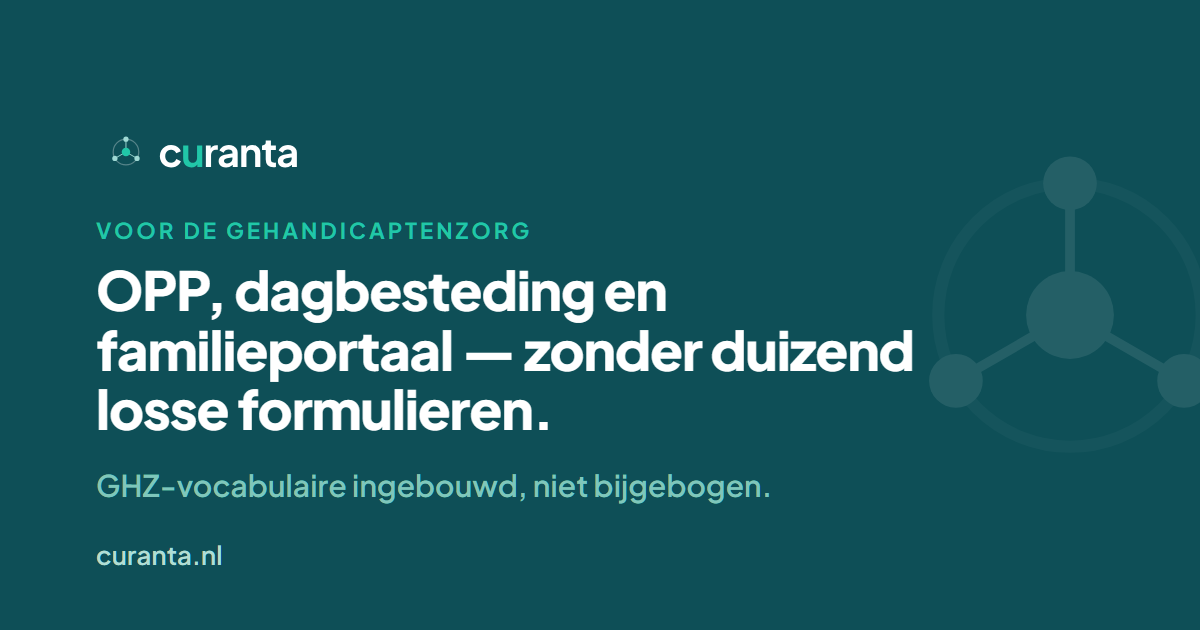 curanta
VOOR DE GEHANDICAPTENZORG
OPP, dagbesteding en
familieportaal — zonder duizend
losse formulieren.
GHZ-vocabulaire ingebouwd, niet bijgebogen.
curanta.nl